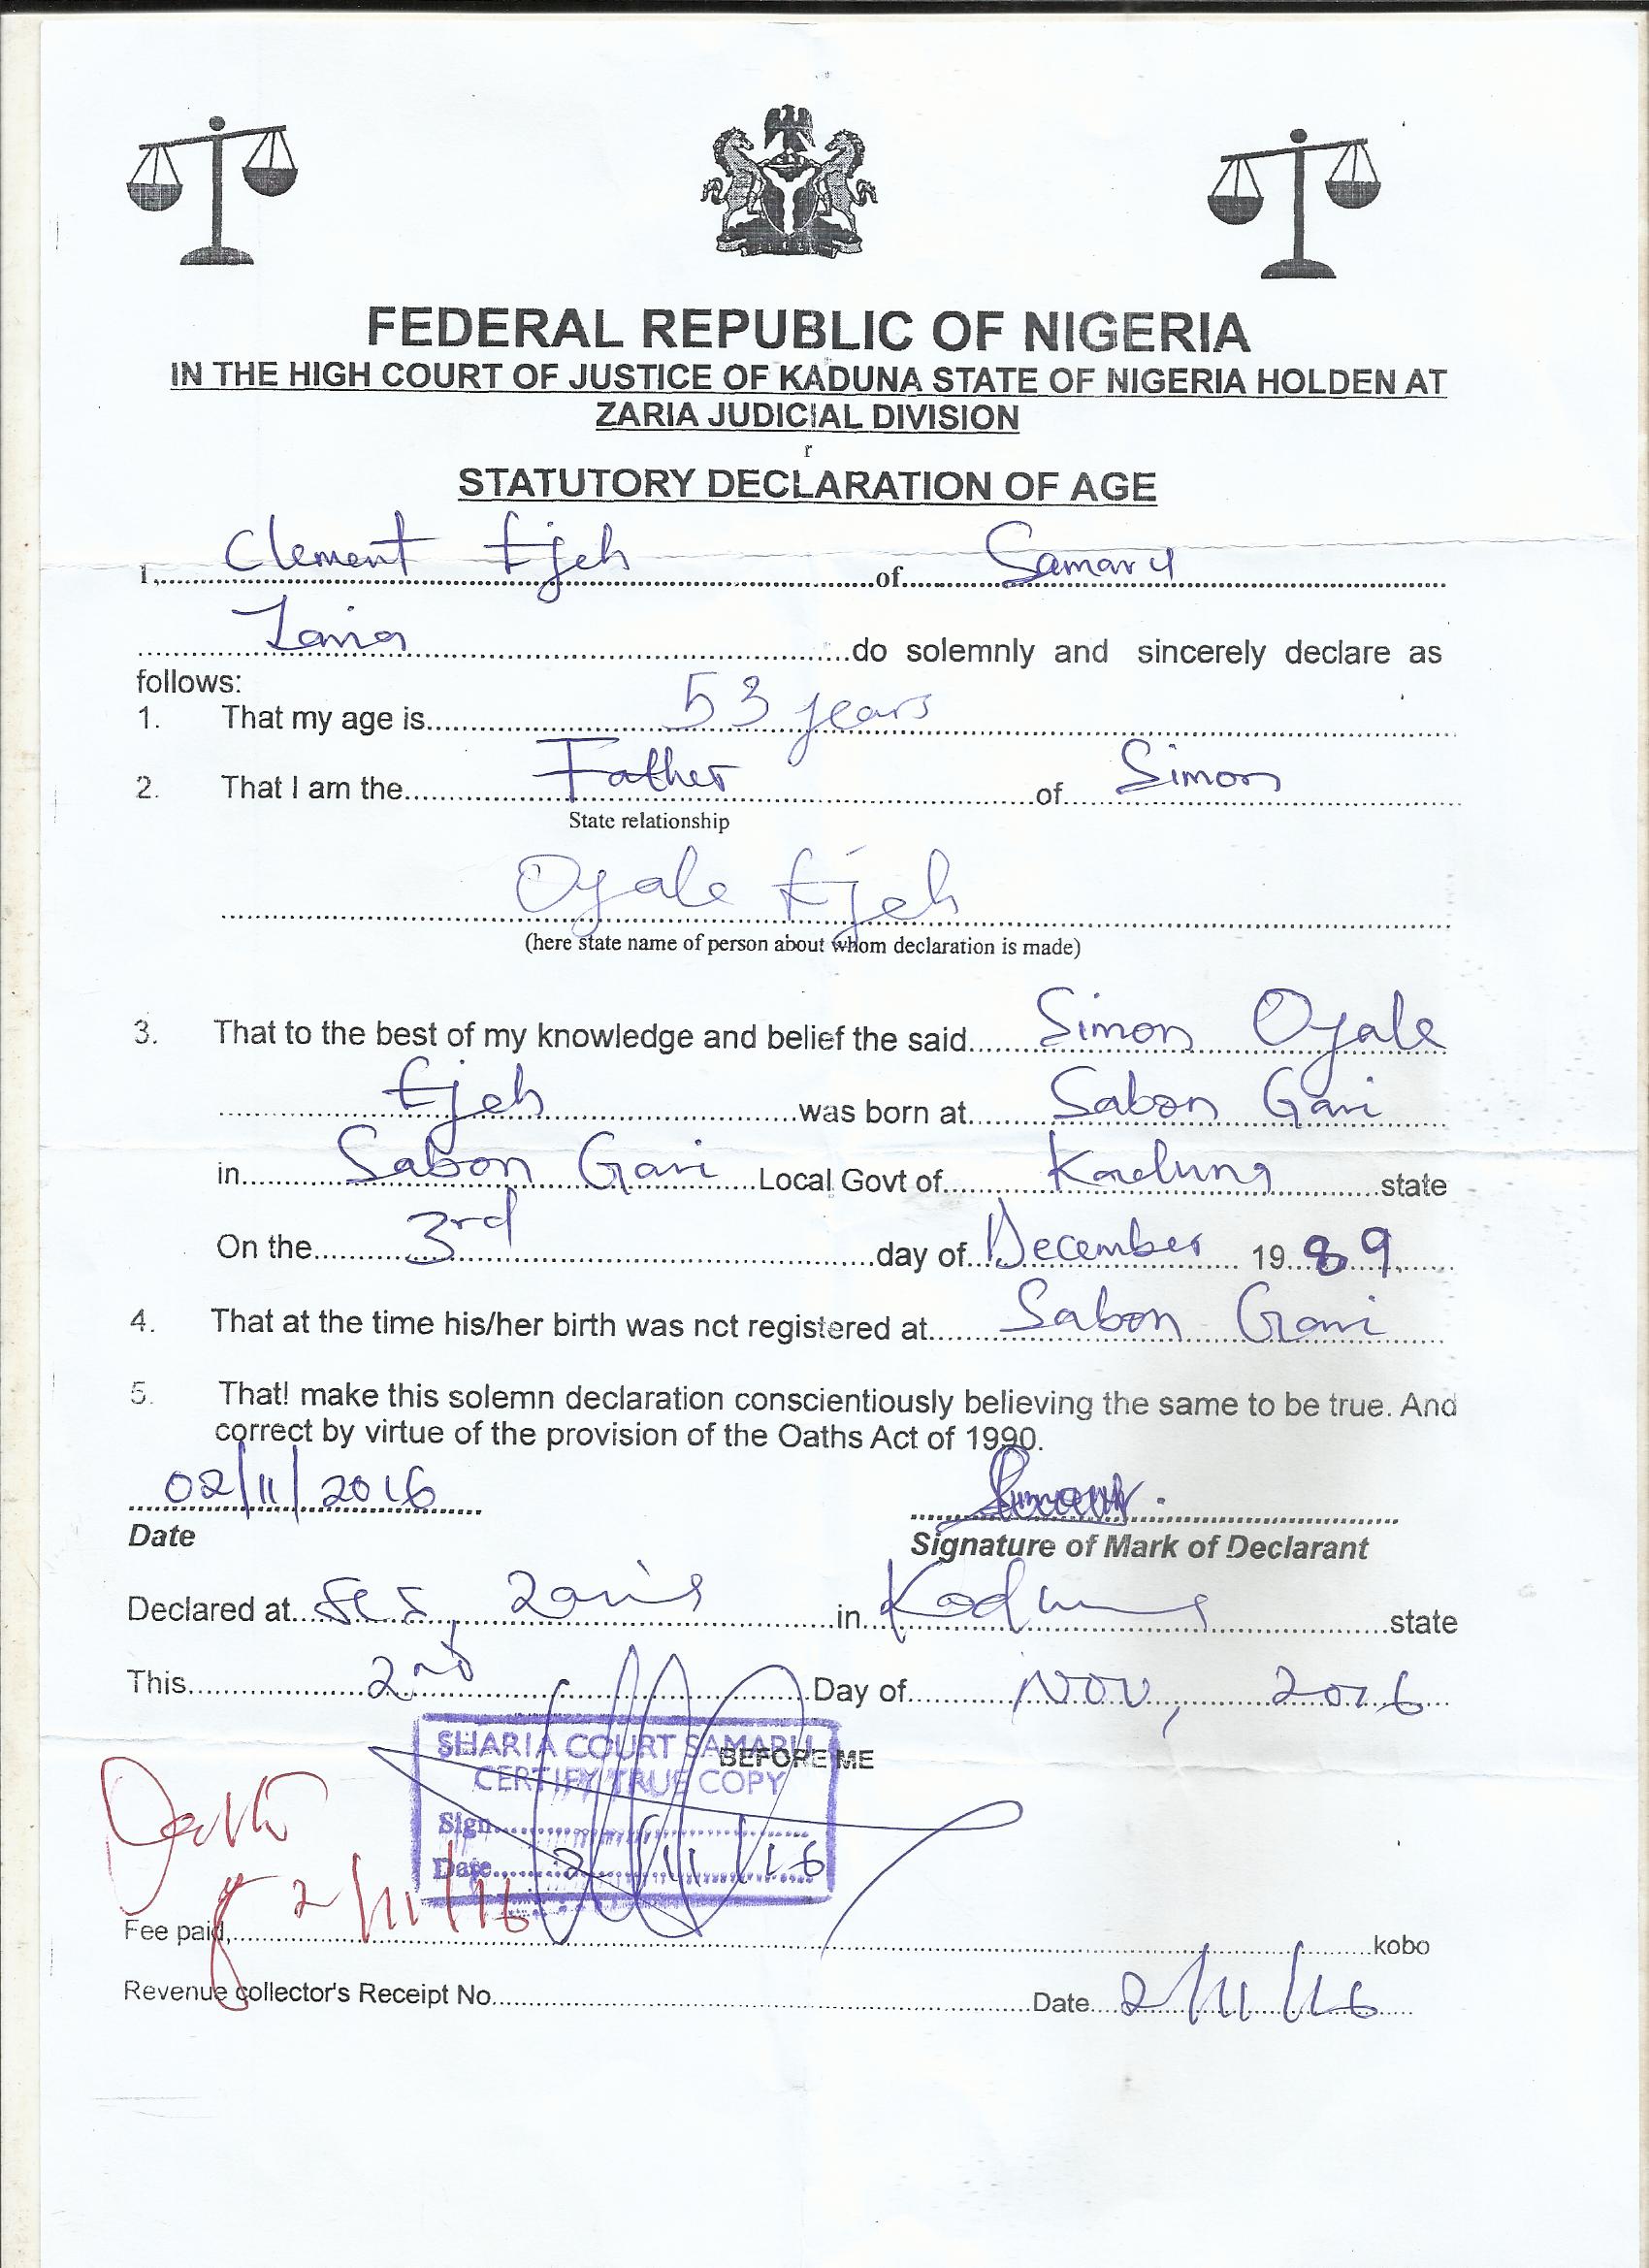 FEDERAL REPUBLIC OF NIGERIA
IN THE HIGH COURT OF JUSTICE OF KADUNA STATE OF NIGERIA HOLDEN AT
ZARIA JUDICIAL DIVISION
r
STATUTORY DECLARATION OF AGE
I, Clement Ejeh of Samaru
Zaria do solemnly and sincerely declare as
follows:
1. That my age is 53 years
2. That I am the Father of Simon
State relationship
Oyale Ejeh
(here state name of person about whom declaration is made)
3. That to the best of my knowledge and belief the said Simon Oyale
Ejeh was born at Sabon Gari
in Sabon Gari Local Govt of Kaduna state
On the 3rd day of December 1989
4. That at the time his/her birth was nct registered at Sabon Gari
5. That! make this solemn declaration conscientiously believing the same to be true. And
correct by virtue of the provision of the Oaths Act of 1990.
02/11/2016
Date
Signature of Mark of Declarant
Declared at Zaria in Kaduna state
This 2nd Day of Nov, 2016
SHARIA COURT SAMARU
BEFORE ME
CERTIFY TRUE COPY
Sign
Date 2/11/16
2/11/16
Fee paid, kobo
Revenue collector's Receipt No. Date 2/11/16